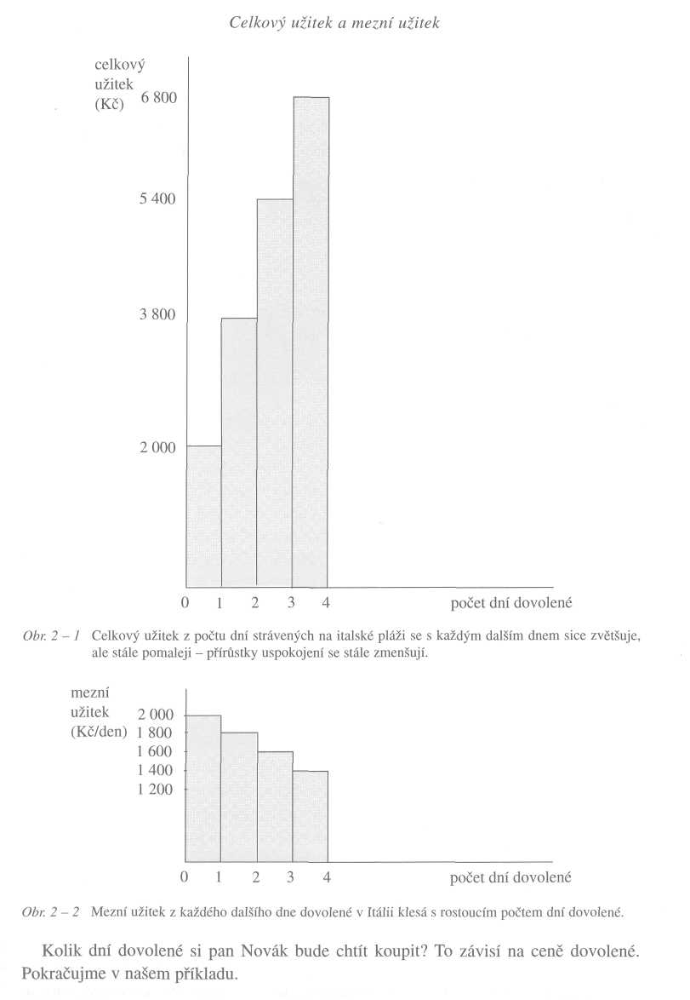 Celkový užitek a mezní užitek
celkový
užitek
(Kč)
6 800
5 400
3 800
2 000
0 1 2 3 4 počet dní dovolené
Obr. 2 – 1 Celkový užitek z počtu dní strávených na italské pláži se s každým dalším dnem sice zvětšuje,
ale stále pomaleji – přírůstky uspokojení se stále zmenšují.
mezní
užitek 2 000
(Kč/den) 1 800
1 600
1 400
1 200
0 1 2 3 4 počet dní dovolené
Obr. 2 – 2 Mezní užitek z každého dalšího dne dovolené v Itálii klesá s rostoucím počtem dní dovolené.
Kolik dní dovolené si pan Novák bude chtít koupit? To závisí na ceně dovolené.
Pokračujme v našem příkladu.